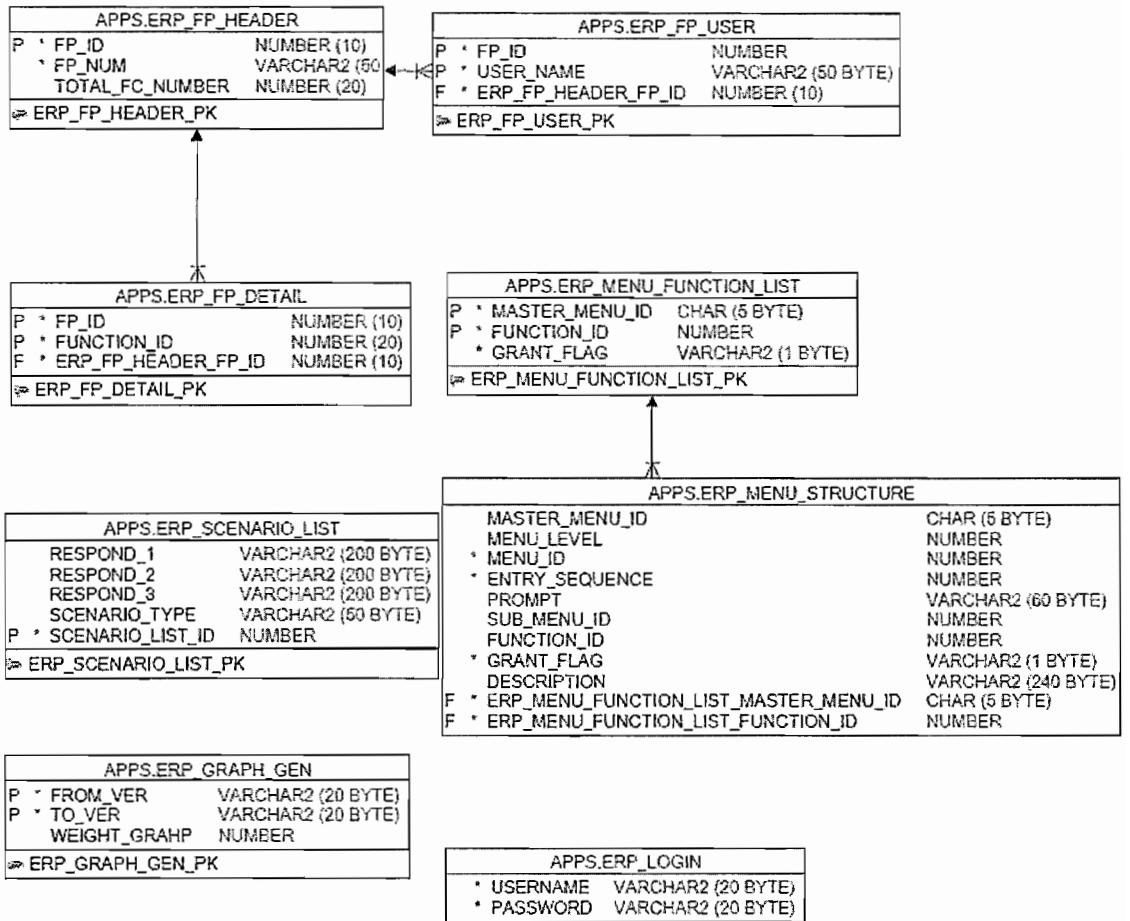 APPS.ERP_FP_HEADER
P * FP_ID NUMBER (10)
* FP_NUM VARCHAR2 (50
TOTAL_FC_NUMBER NUMBER (20)
ERP_FP_HEADER_PK
APPS.ERP_FP_USER
P * FP_ID NUMBER
P * USER_NAME VARCHAR2 (50 BYTE)
F * ERP_FP_HEADER_FP_ID NUMBER (10)
ERP_FP_USER_PK
APPS.ERP_FP_DETAIL
P * FP_ID NUMBER (10)
P * FUNCTION_ID NUMBER (20)
F * ERP_FP_HEADER_FP_ID NUMBER (10)
ERP_FP_DETAIL_PK
APPS.ERP_MENU_FUNCTION_LIST
P * MASTER_MENU_ID CHAR (5 BYTE)
P * FUNCTION_ID NUMBER
* GRANT_FLAG VARCHAR2 (1 BYTE)
ERP_MENU_FUNCTION_LIST_PK
APPS.ERP_MENU_STRUCTURE
MASTER_MENU_ID CHAR (5 BYTE)
MENU_LEVEL NUMBER
* MENU_ID NUMBER
* ENTRY_SEQUENCE NUMBER
PROMPT VARCHAR2 (60 BYTE)
SUB_MENU_ID NUMBER
FUNCTION_ID NUMBER
* GRANT_FLAG VARCHAR2 (1 BYTE)
DESCRIPTION VARCHAR2 (240 BYTE)
F * ERP_MENU_FUNCTION_LIST_MASTER_MENU_ID CHAR (5 BYTE)
F * ERP_MENU_FUNCTION_LIST_FUNCTION_ID NUMBER
APPS.ERP_SCENARIO_LIST
RESPOND_1 VARCHAR2 (200 BYTE)
RESPOND_2 VARCHAR2 (200 BYTE)
RESPOND_3 VARCHAR2 (200 BYTE)
SCENARIO_TYPE VARCHAR2 (50 BYTE)
P * SCENARIO_LIST_ID NUMBER
ERP_SCENARIO_LIST_PK
APPS.ERP_GRAPH_GEN
P * FROM_VER VARCHAR2 (20 BYTE)
P * TO_VER VARCHAR2 (20 BYTE)
WEIGHT_GRAHP NUMBER
ERP_GRAPH_GEN_PK
APPS.ERP_LOGIN
* USERNAME VARCHAR2 (20 BYTE)
* PASSWORD VARCHAR2 (20 BYTE)